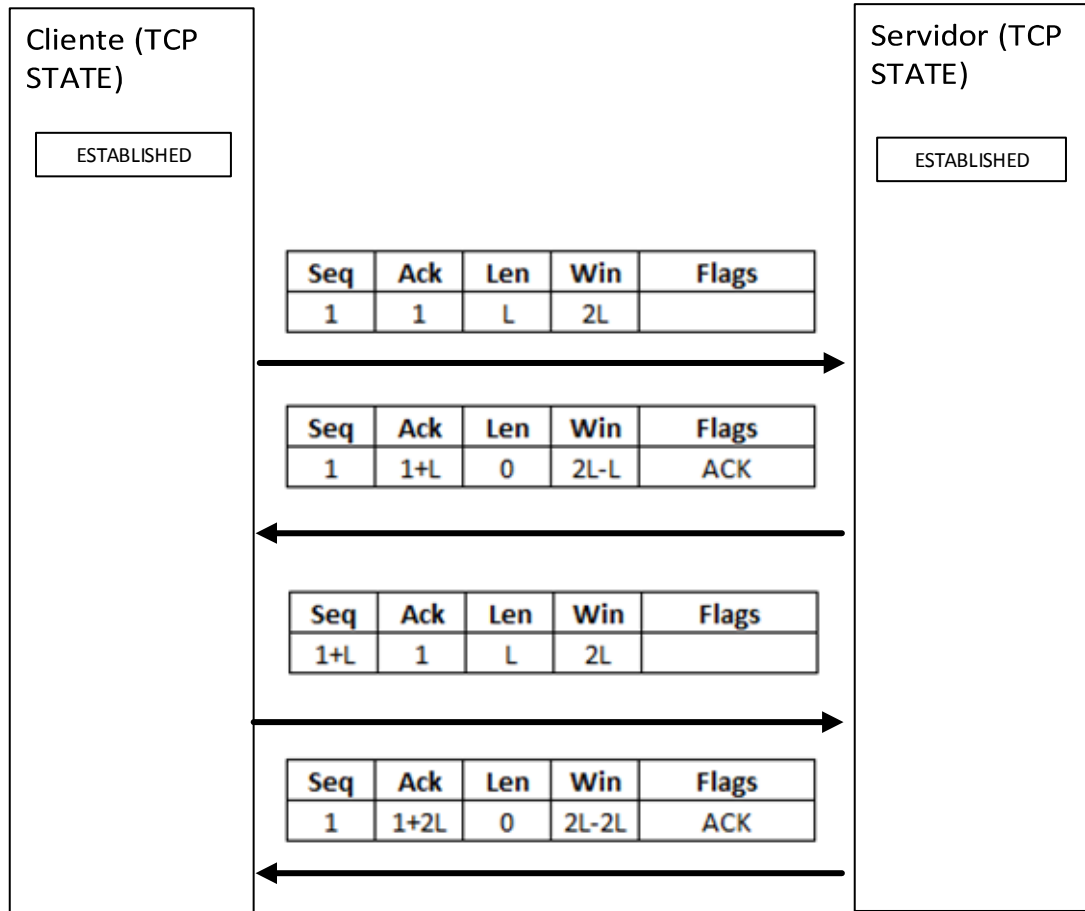 Cliente (TCP
STATE)
ESTABLISHED
Servidor (TCP
STATE)
ESTABLISHED
Seq Ack Len Win Flags
1 1 L 2L
Seq Ack Len Win Flags
1 1+L 0 2L-L ACK
Seq Ack Len Win Flags
1+L 1 L 2L
Seq Ack Len Win Flags
1 1+2L 0 2L-2L ACK